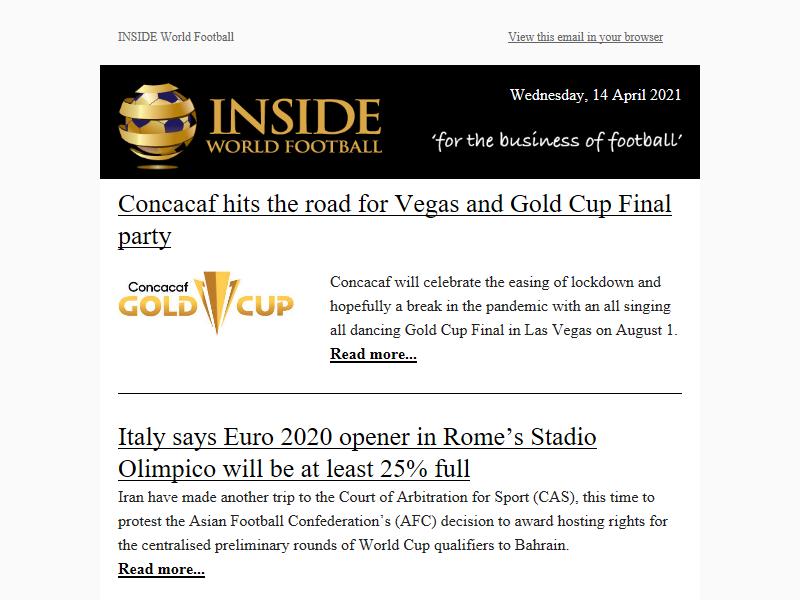 INSIDE World Football
View this email in your browser
INSIDE
WORLD FOOTBALL
Wednesday, 14 April 2021
‘for the business of football’
Concacaf hits the road for Vegas and Gold Cup Final
party
Concacaf
GOLD CUP
Concacaf will celebrate the easing of lockdown and
hopefully a break in the pandemic with an all singing
all dancing Gold Cup Final in Las Vegas on August 1.
Read more...
Italy says Euro 2020 opener in Rome’s Stadio
Olimpico will be at least 25% full
Iran have made another trip to the Court of Arbitration for Sport (CAS), this time to
protest the Asian Football Confederation’s (AFC) decision to award hosting rights for
the centralised preliminary rounds of World Cup qualifiers to Bahrain.
Read more...